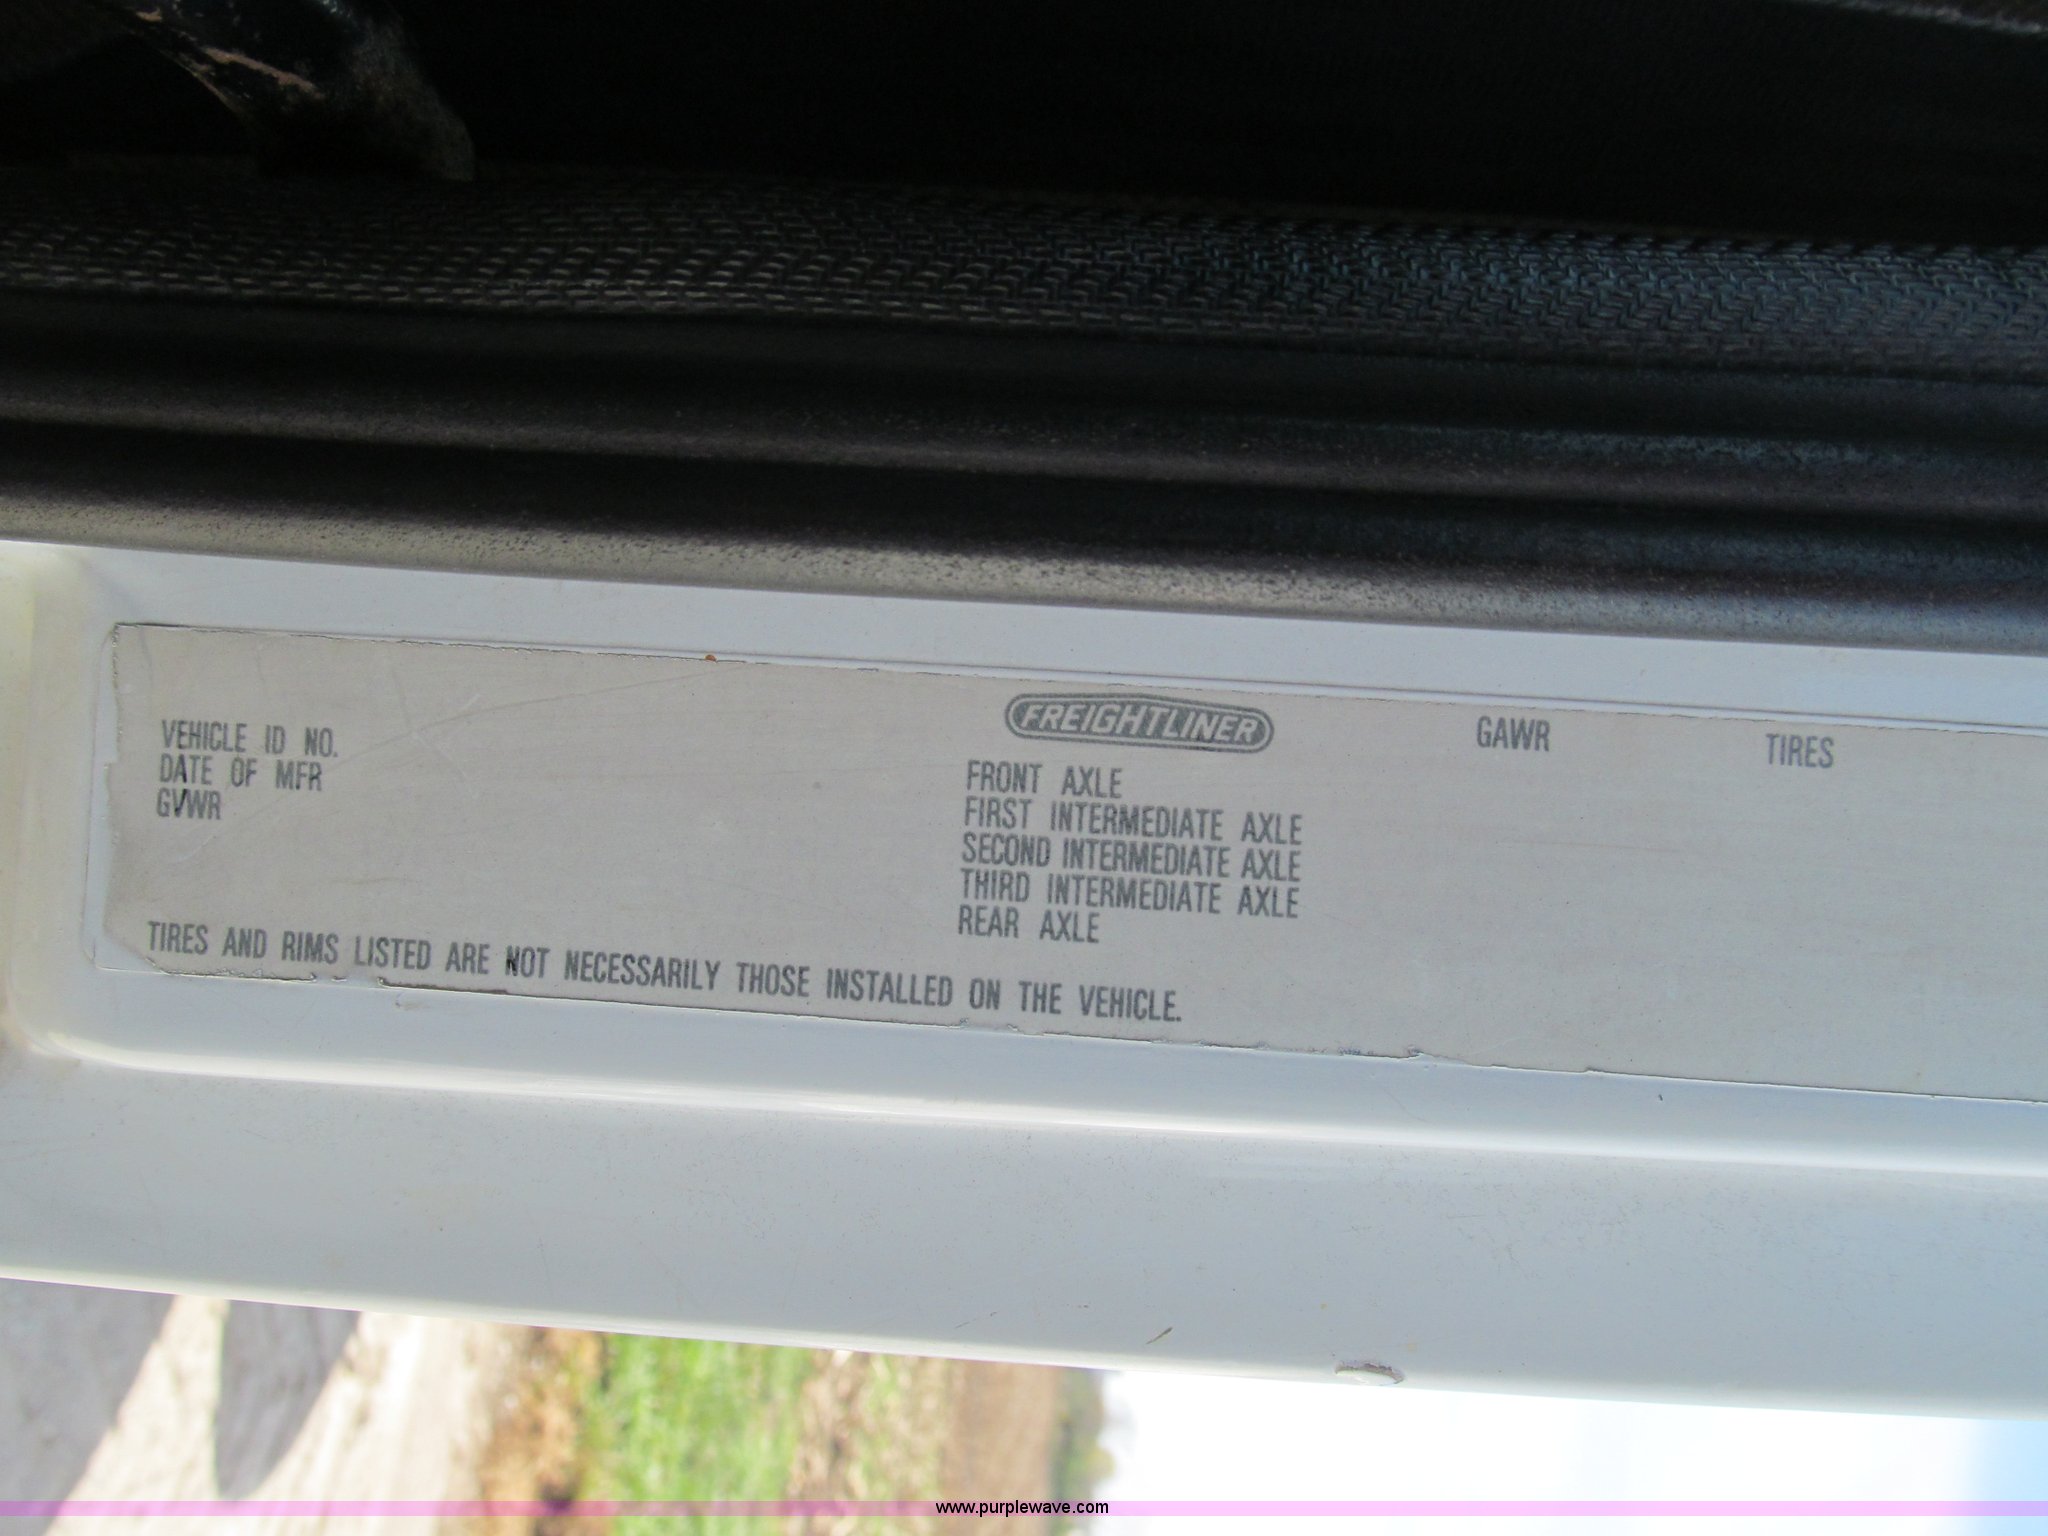 VEHICLE ID NO.
DATE OF MFR
GVWR
FREIGHTLINER GAWR TIRES
FRONT AXLE
FIRST INTERMEDIATE AXLE
SECOND INTERMEDIATE AXLE
THIRD INTERMEDIATE AXLE
REAR AXLE
TIRES AND RIMS LISTED ARE NOT NECESSARILY THOSE INSTALLED ON THE VEHICLE.
www.purplewave.com